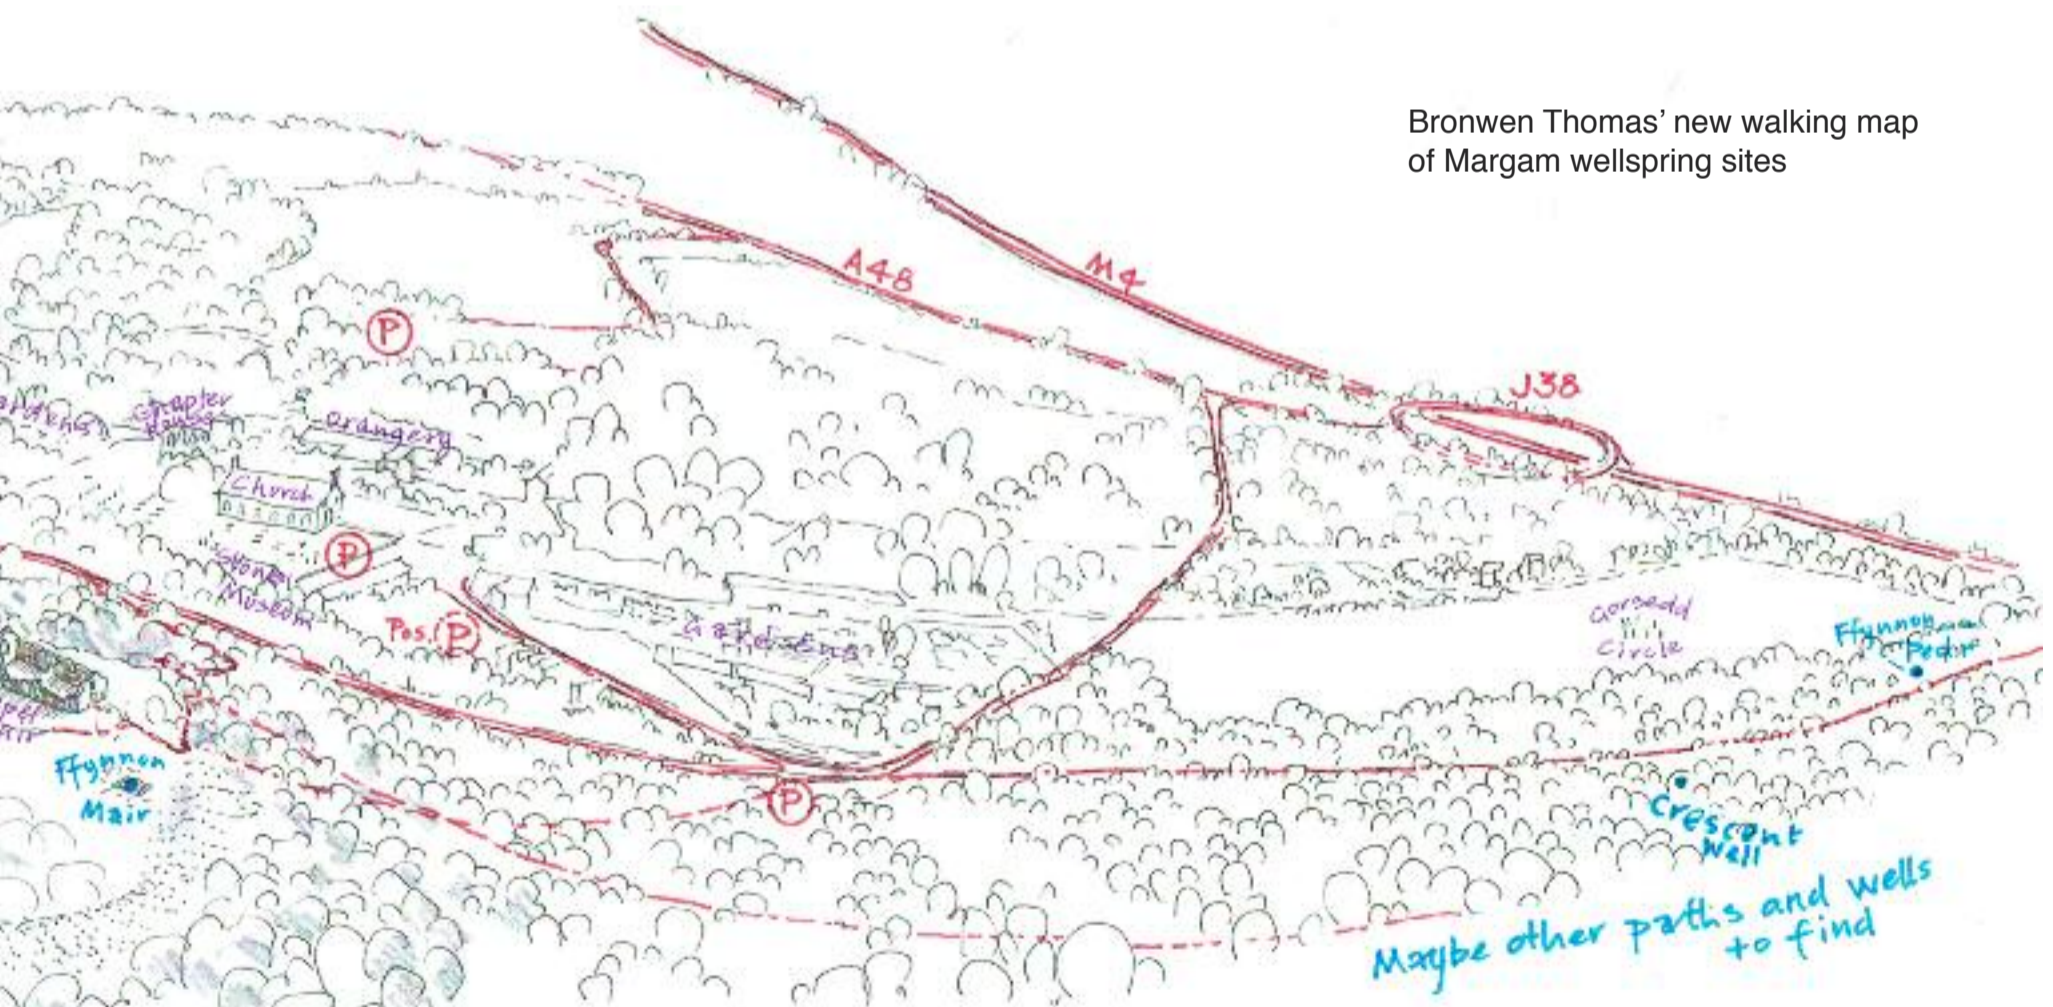 Bronwen Thomas’ new walking map
of Margam wellspring sites
M4
A48
J38
P
Chapter
House
Orangery
Church
P
Stones
Museum
Pos. P
Gardens
Gorsedd
Circle
Ffynnon
Pedr
Ffynnon
Mair
P
Crescent
Well
Maybe other paths and wells
to find